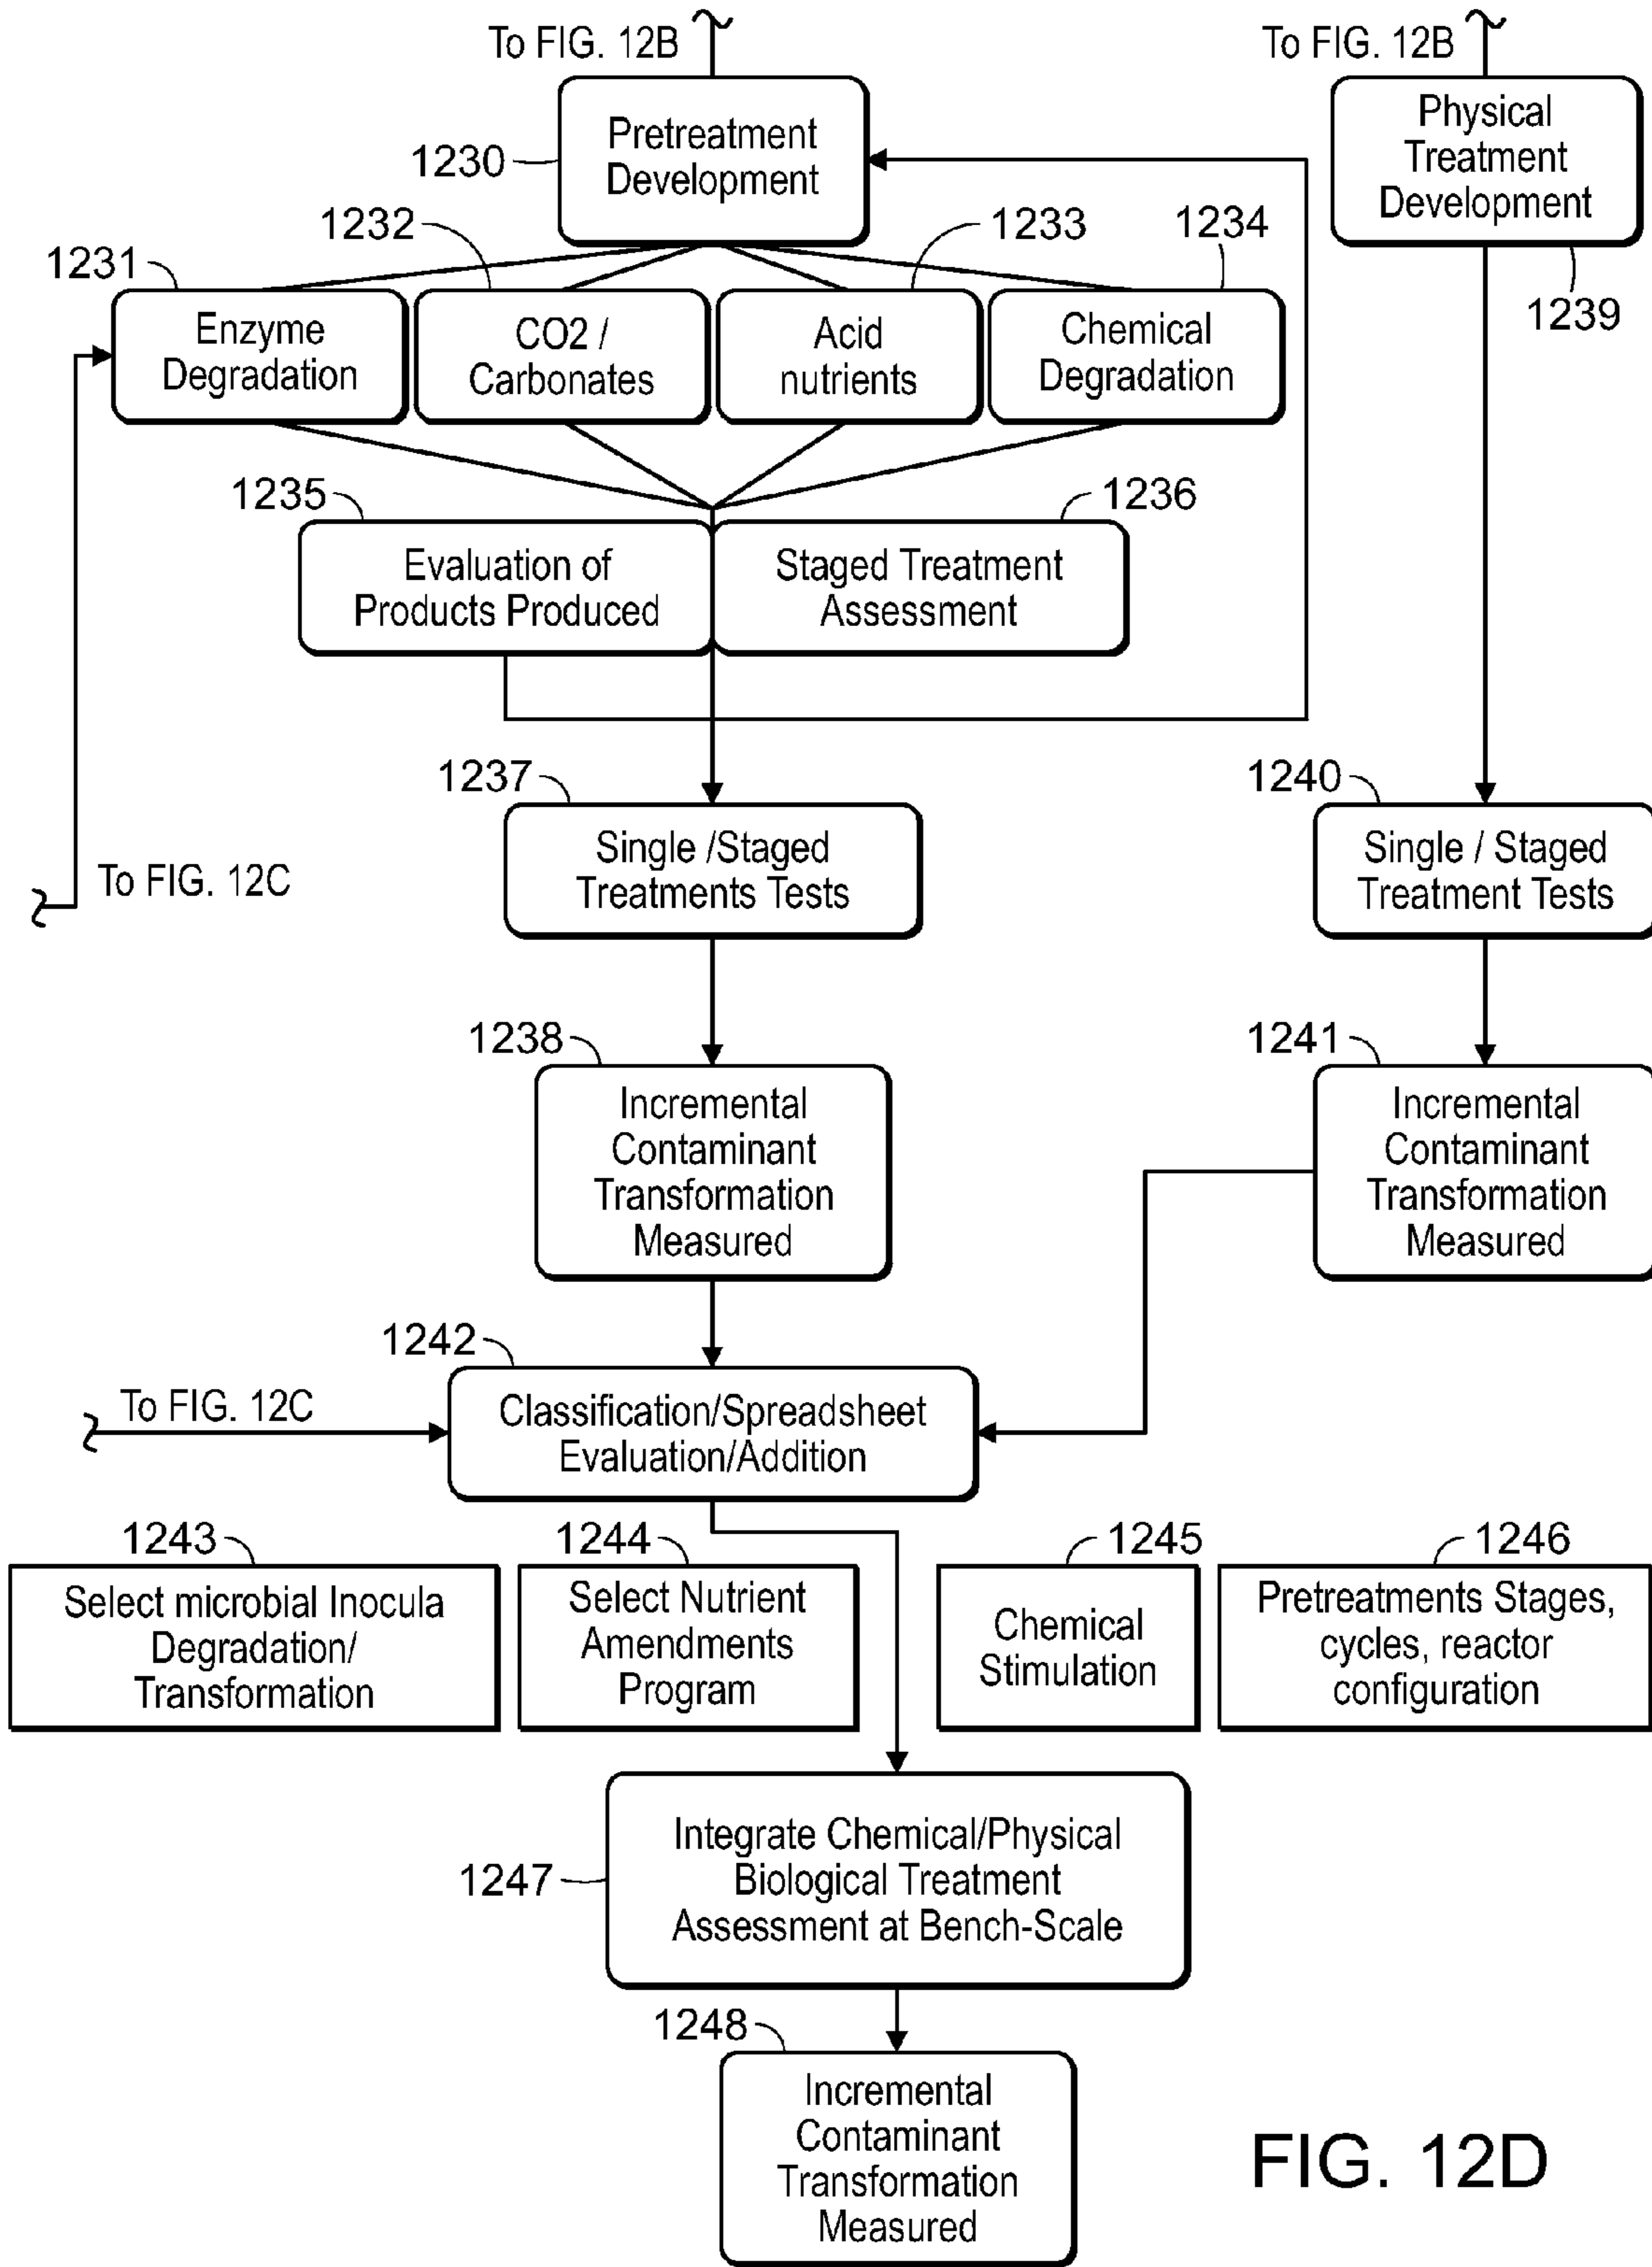 To FIG. 12B
To FIG. 12B
1230
Pretreatment
Development
Physical
Treatment
Development
1239
1231
1232
1233
1234
Enzyme
Degradation
CO2 /
Carbonates
Acid
nutrients
Chemical
Degradation
1235
1236
Evaluation of
Products Produced
Staged Treatment
Assessment
To FIG. 12C
1237
Single /Staged
Treatments Tests
1240
Single / Staged
Treatment Tests
1238
Incremental
Contaminant
Transformation
Measured
1241
Incremental
Contaminant
Transformation
Measured
1242
To FIG. 12C
Classification/Spreadsheet
Evaluation/Addition
1243
Select microbial Inocula
Degradation/
Transformation
1244
Select Nutrient
Amendments
Program
1245
Chemical
Stimulation
1246
Pretreatments Stages,
cycles, reactor
configuration
1247
Integrate Chemical/Physical
Biological Treatment
Assessment at Bench-Scale
1248
Incremental
Contaminant
Transformation
Measured
FIG. 12D